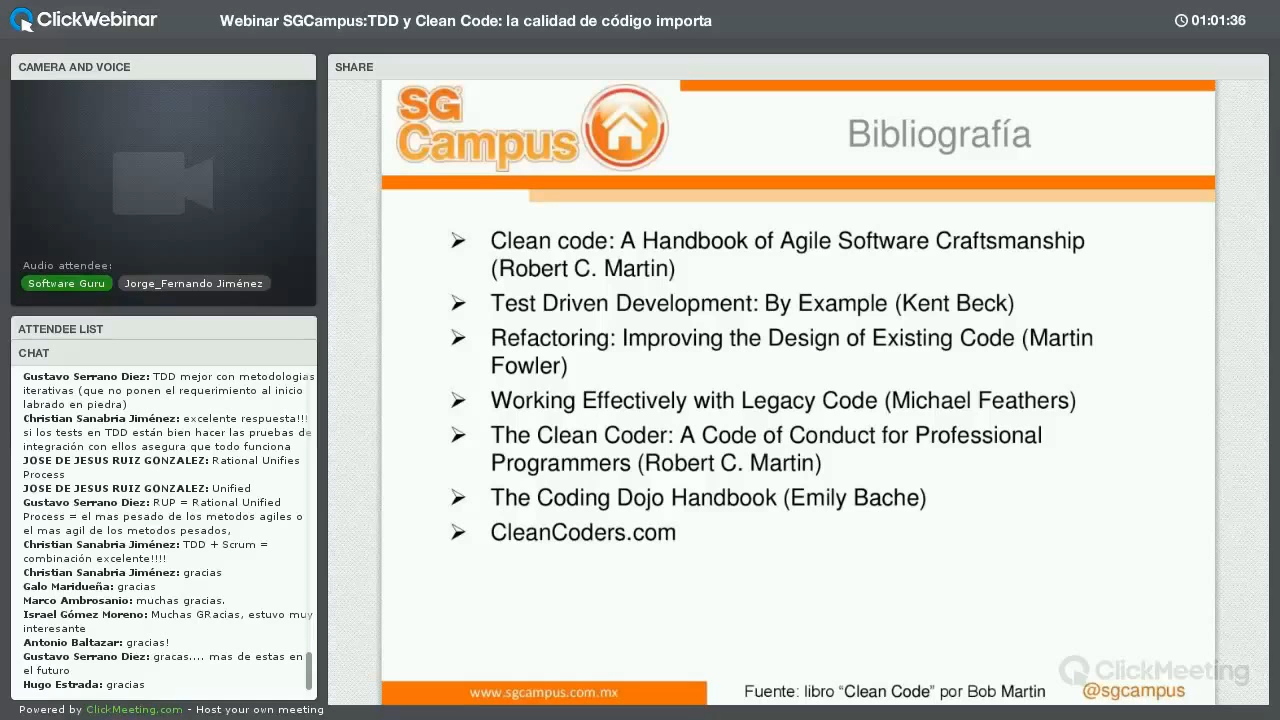 ClickWebinar
Webinar SGCampus:TDD y Clean Code: la calidad de código importa
01:01:36
CAMERA AND VOICE
Audio attendee:
Software Guru
Jorge_Fernando Jiménez
ATTENDEE LIST
CHAT
Gustavo Serrano Diez: TDD mejor con metodologias
iterativas (que no ponen el requerimiento al inicio
labrado en piedra)
Christian Sanabria Jiménez: excelente respuesta!!!
si los tests en TDD están bien hacer las pruebas de
integración con ellos asegura que todo funciona
JOSE DE JESUS RUIZ GONZALEZ: Rational Unifies
Process
JOSE DE JESUS RUIZ GONZALEZ: Unified
Gustavo Serrano Diez: RUP = Rational Unified
Process = el mas pesado de los metodos agiles o
el mas agil de los metodos pesados,
Christian Sanabria Jiménez: TDD + Scrum =
combinación excelente!!!!
Christian Sanabria Jiménez: gracias
Galo Maridueña: gracias
Marco Ambrosanio: muchas gracias.
Israel Gómez Moreno: Muchas GRacias, estuvo muy
interesante
Antonio Baltazar: gracias!
Gustavo Serrano Diez: gracas.... mas de estas en
el futuro
Hugo Estrada: gracias
Powered by ClickMeeting.com - Host your own meeting
SHARE
SG
Campus
Bibliografía
Clean code: A Handbook of Agile Software Craftsmanship
(Robert C. Martin)
Test Driven Development: By Example (Kent Beck)
Refactoring: Improving the Design of Existing Code (Martin
Fowler)
Working Effectively with Legacy Code (Michael Feathers)
The Clean Coder: A Code of Conduct for Professional
Programmers (Robert C. Martin)
The Coding Dojo Handbook (Emily Bache)
CleanCoders.com
www.sgcampus.com.mx
Fuente: libro “Clean Code” por Bob Martin
ClickMeeting
@sgcampus